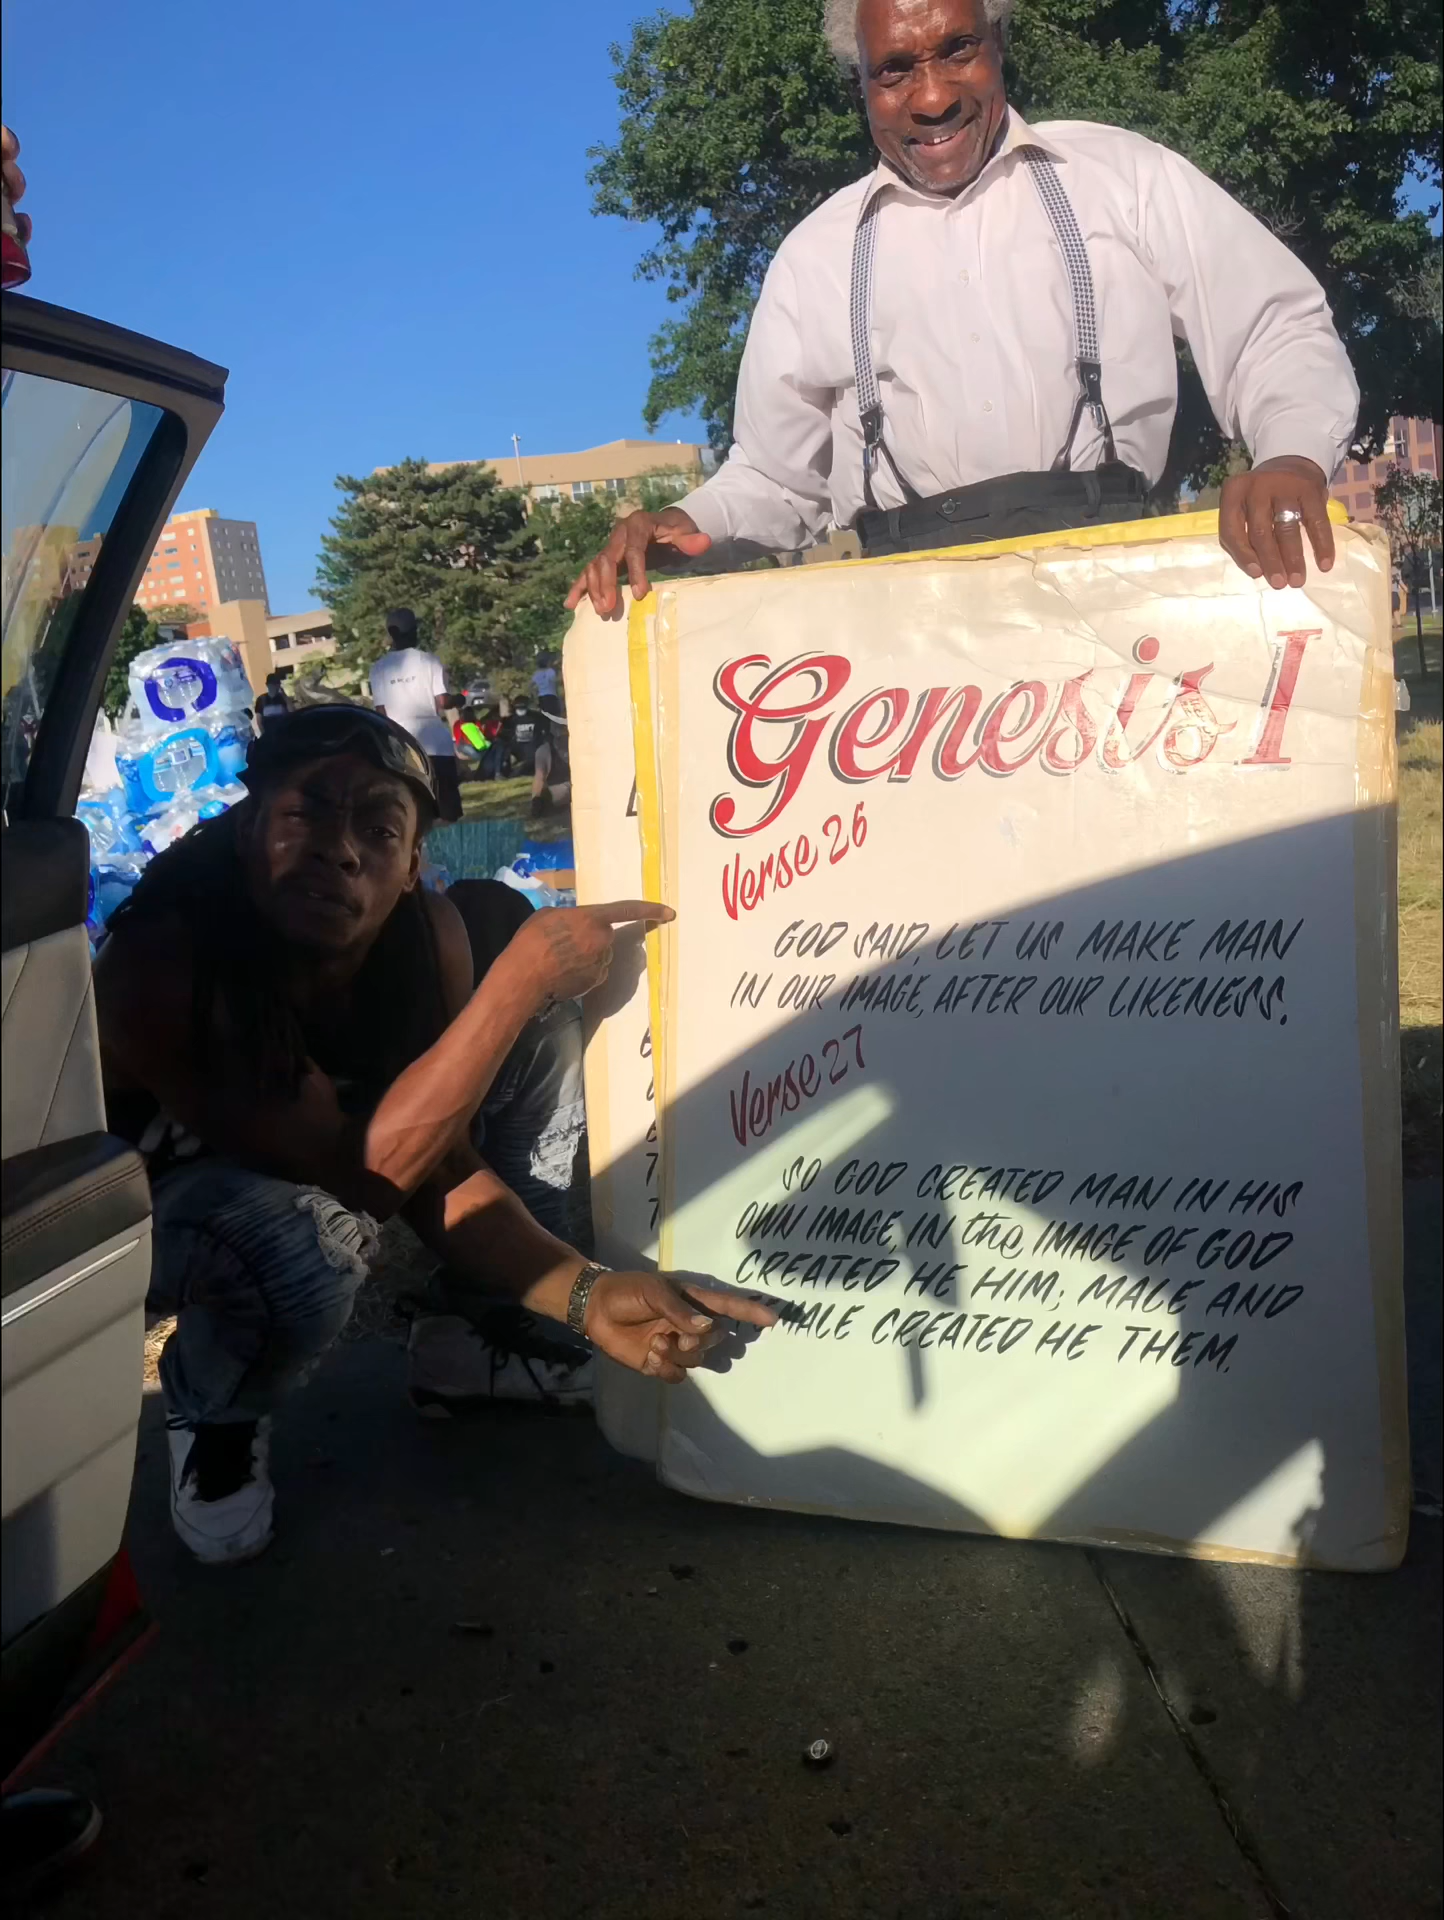 Genesis I
Verse 26
GOD SAID, LET US MAKE MAN
IN OUR IMAGE, AFTER OUR LIKENESS.
Verse 27
SO GOD CREATED MAN IN HIS
OWN IMAGE, IN the IMAGE OF GOD
CREATED HE HIM; MALE AND
FEMALE CREATED HE THEM.